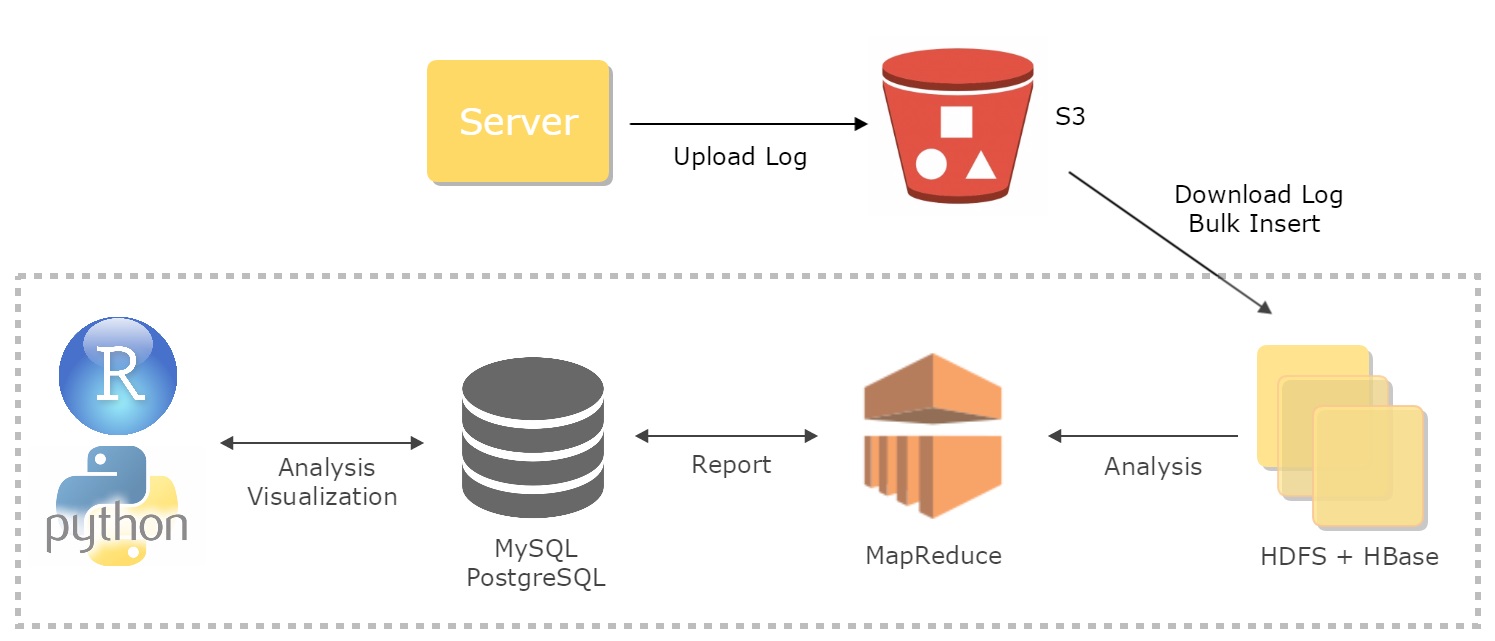 Server
Upload Log
S3
Download Log
Bulk Insert
R
python
Analysis
Visualization
MySQL
PostgreSQL
Report
MapReduce
Analysis
HDFS + HBase